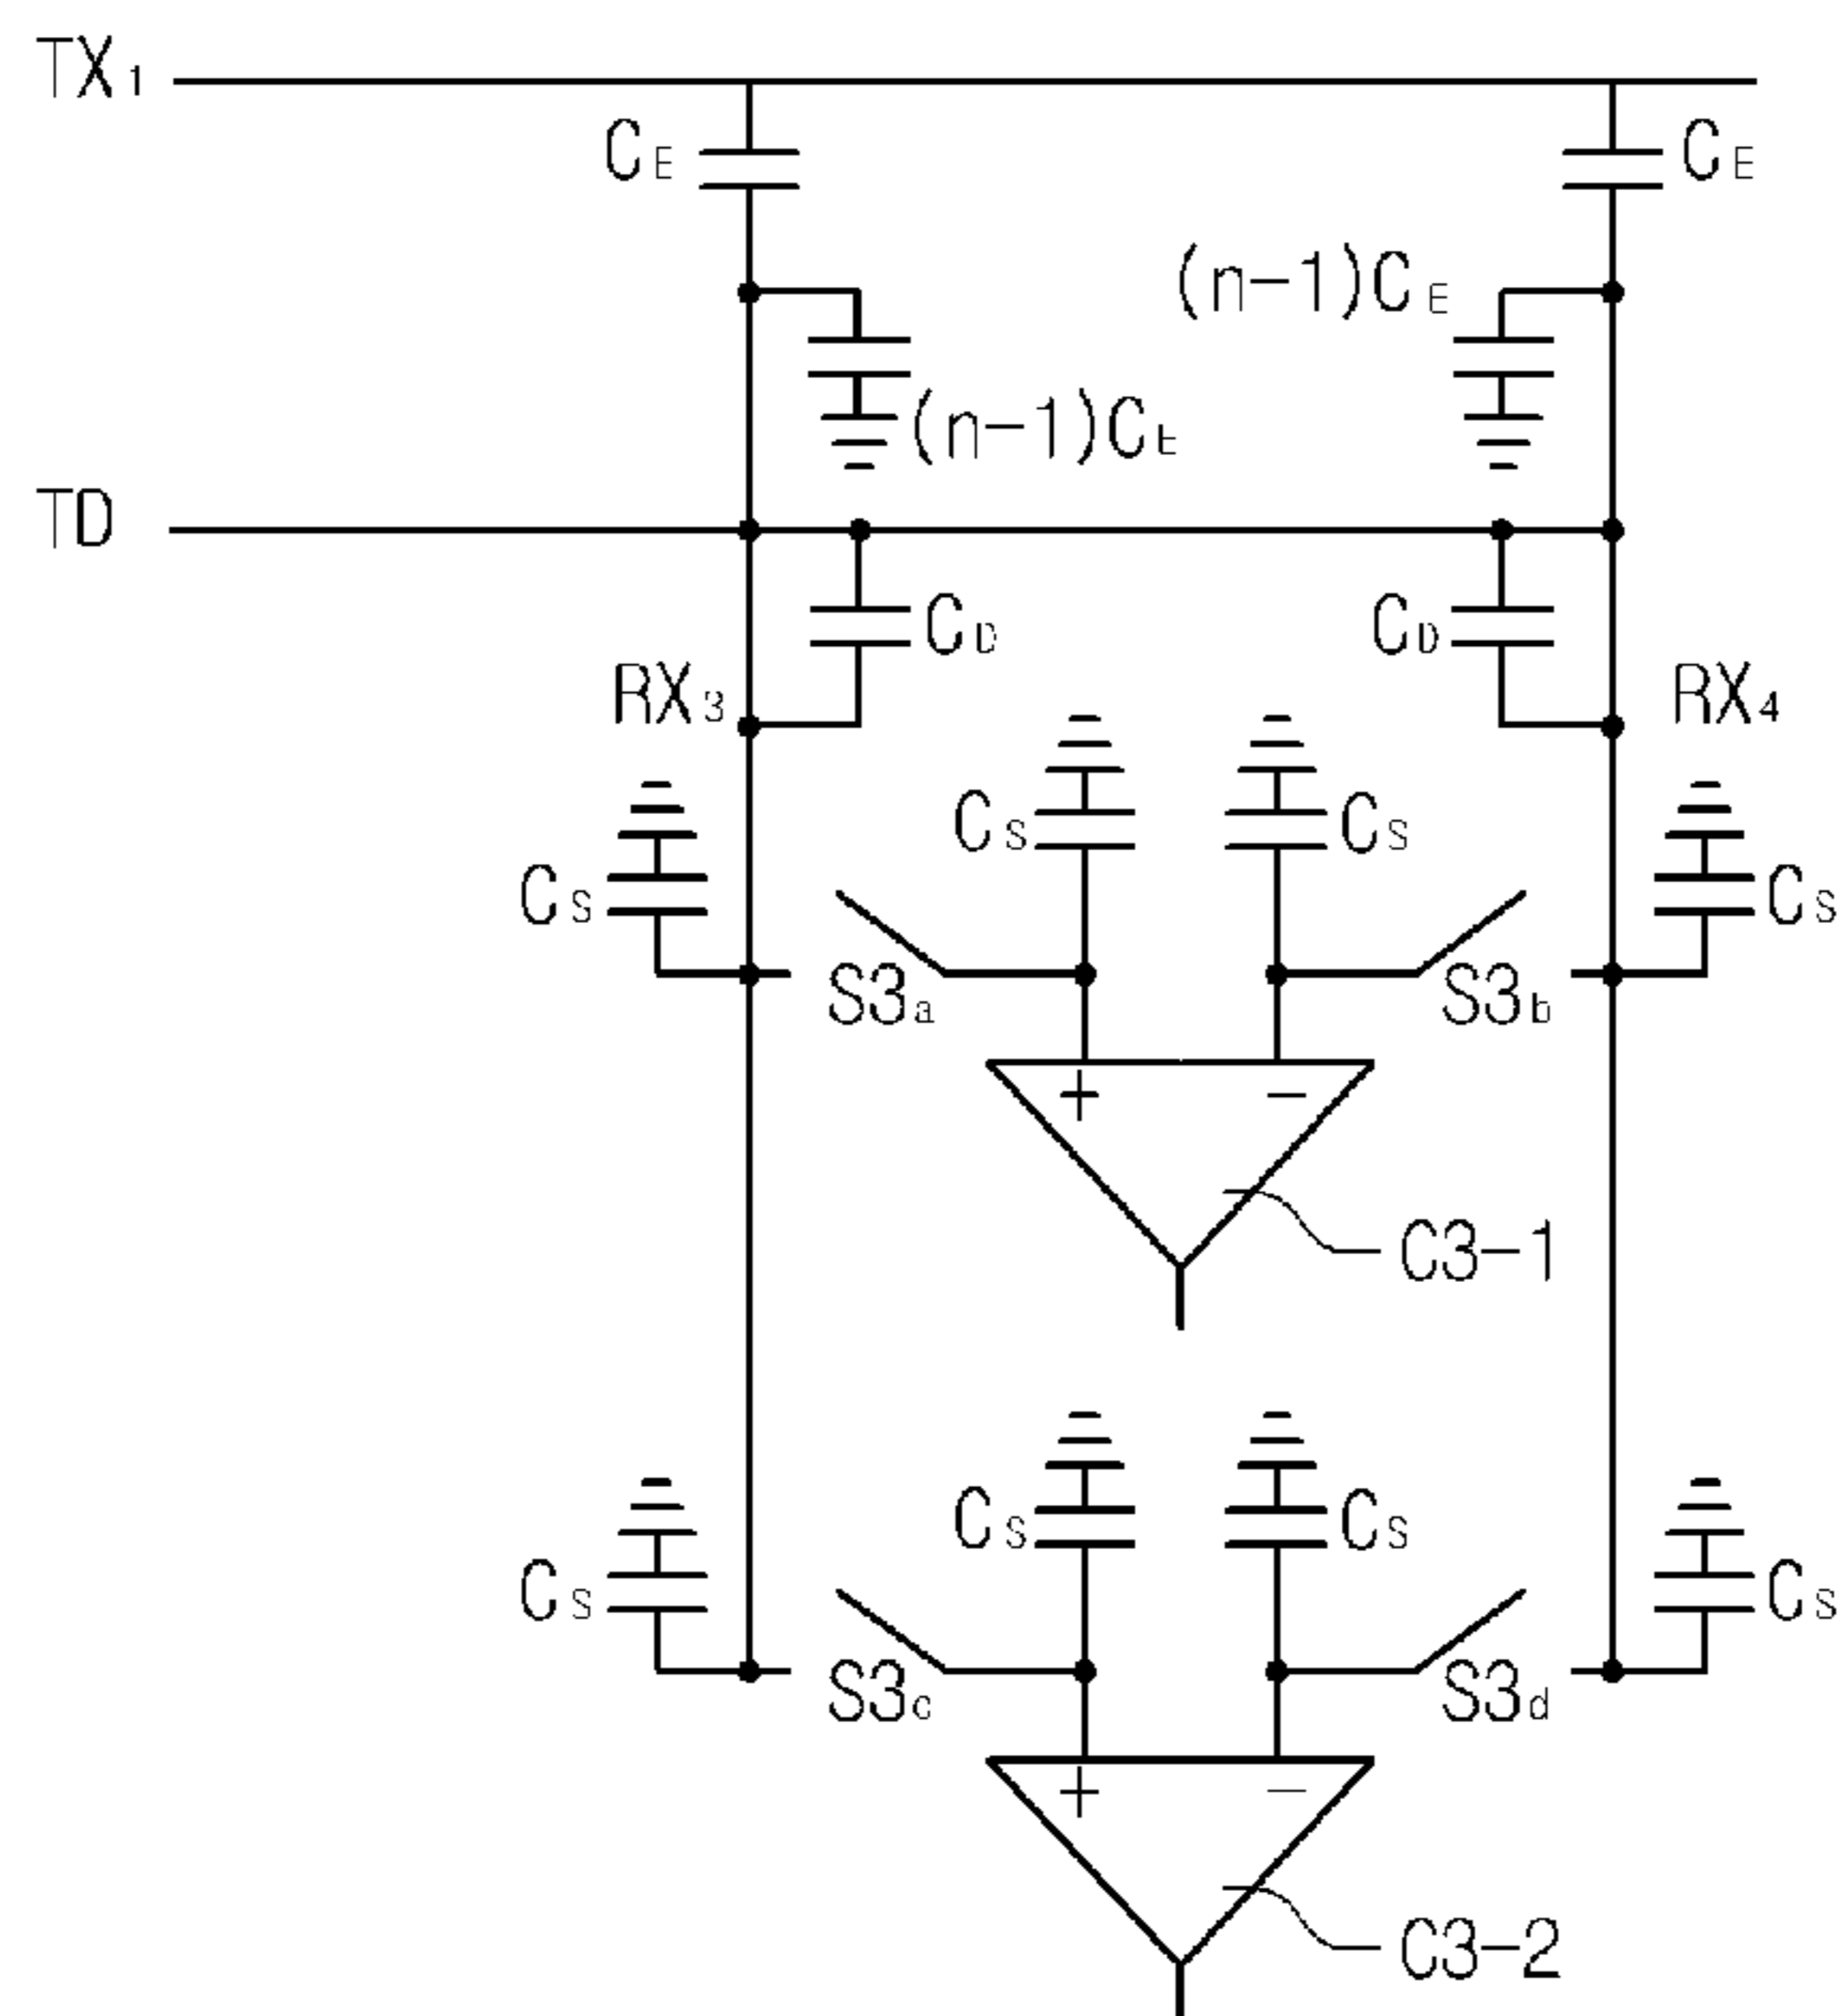 TX1
CE
CE
(n-1)CE
(n-1)CE
TD
CD
CD
RX3
RX4
CS
CS
CS
CS
S3a
S3b
+
-
C3-1
CS
CS
CS
CS
S3c
S3d
+
-
C3-2